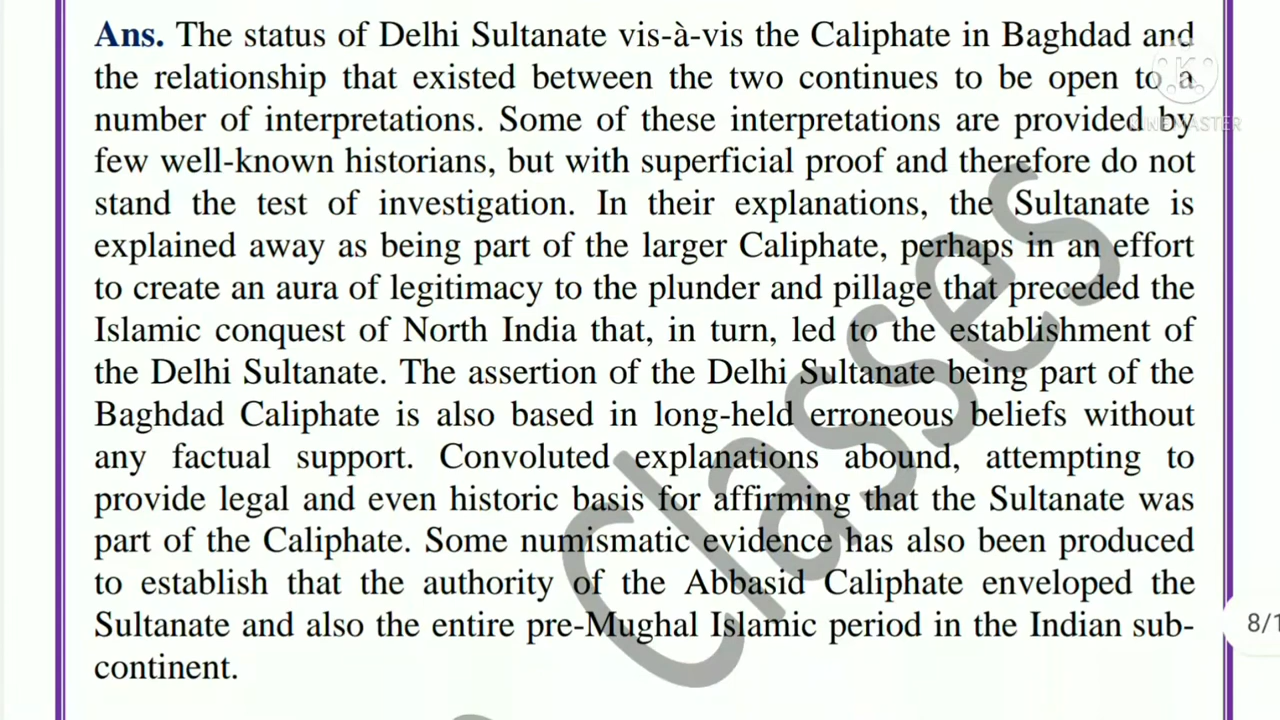 Ans. The status of Delhi Sultanate vis-à-vis the Caliphate in Baghdad and
the relationship that existed between the two continues to be open to a
number of interpretations. Some of these interpretations are provided by
few well-known historians, but with superficial proof and therefore do not
stand the test of investigation. In their explanations, the Sultanate is
explained away as being part of the larger Caliphate, perhaps in an effort
to create an aura of legitimacy to the plunder and pillage that preceded the
Islamic conquest of North India that, in turn, led to the establishment of
the Delhi Sultanate. The assertion of the Delhi Sultanate being part of the
Baghdad Caliphate is also based in long-held erroneous beliefs without
any factual support. Convoluted explanations abound, attempting to
provide legal and even historic basis for affirming that the Sultanate was
part of the Caliphate. Some numismatic evidence has also been produced
to establish that the authority of the Abbasid Caliphate enveloped the
Sultanate and also the entire pre-Mughal Islamic period in the Indian sub-
continent.
K
KINEMASTER
Classes
8/1